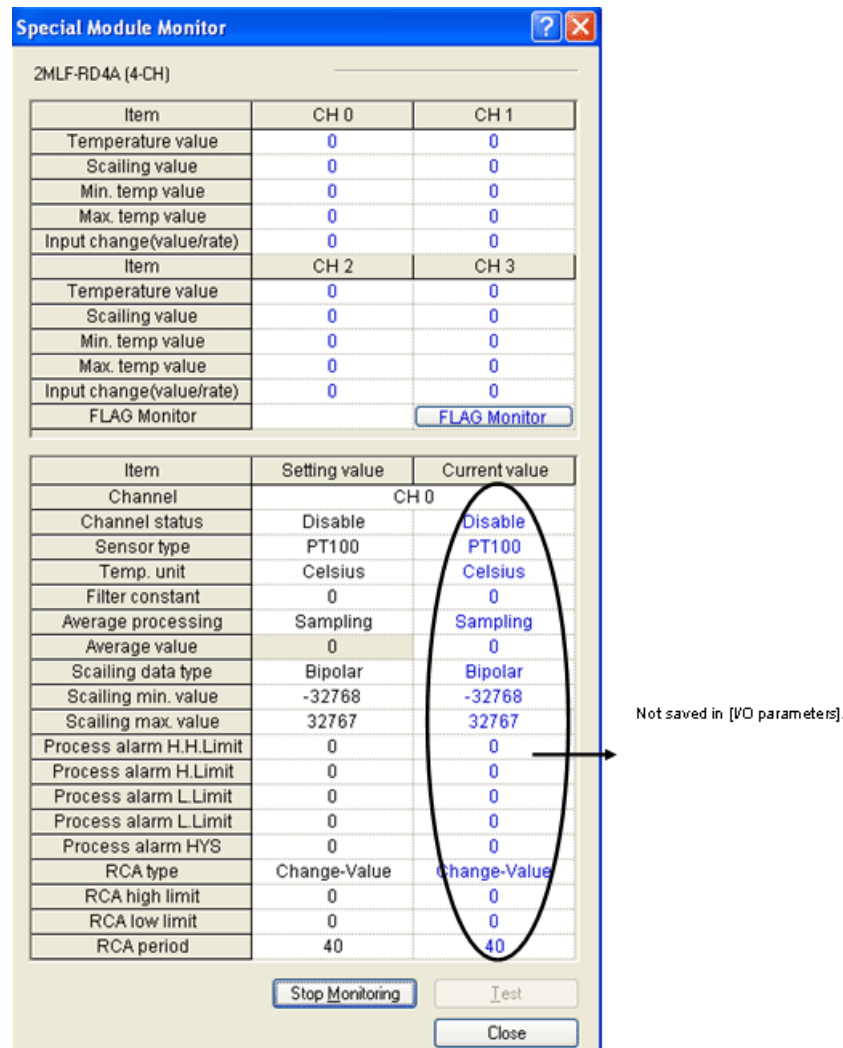 Special Module Monitor
2MLF-RD4A (4-CH)
Item CH 0 CH 1
Temperature value 0 0
Scailing value 0 0
Min. temp value 0 0
Max. temp value 0 0
Input change(value/rate) 0 0
Item CH 2 CH 3
Temperature value 0 0
Scailing value 0 0
Min. temp value 0 0
Max. temp value 0 0
Input change(value/rate) 0 0
FLAG Monitor FLAG Monitor
Item Setting value Current value
Channel CH 0
Channel status Disable Disable
Sensor type PT100 PT100
Temp. unit Celsius Celsius
Filter constant 0 0
Average processing Sampling Sampling
Average value 0 0
Scailing data type Bipolar Bipolar
Scailing min. value -32768 -32768
Scailing max. value 32767 32767
Process alarm H.H.Limit 0 0
Process alarm H.Limit 0 0
Process alarm L.Limit 0 0
Process alarm L.Limit 0 0
Process alarm HYS 0 0
RCA type Change-Value Change-Value
RCA high limit 0 0
RCA low limit 0 0
RCA period 40 40
Not saved in [I/O parameters].
Stop Monitoring Test
Close